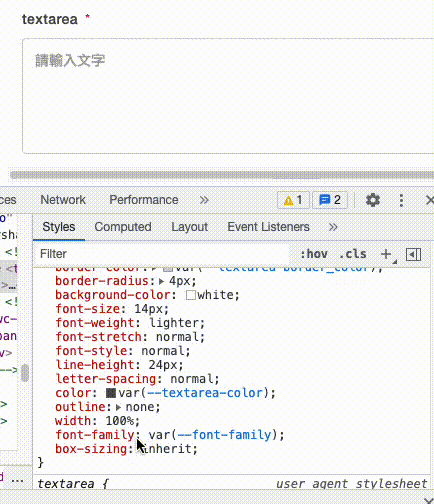 textarea *
請輸入文字
Network Performance » 1 2
Styles Computed Layout Event Listeners »
Filter :hov .cls +
border-color: var(--textarea-border_color);
border-radius: 4px;
background-color: white;
font-size: 14px;
font-weight: lighter;
font-stretch: normal;
font-style: normal;
line-height: 24px;
letter-spacing: normal;
color: var(--textarea-color);
outline: none;
width: 100%;
font-family: var(--font-family);
box-sizing: inherit;
}
textarea { user agent stylesheet